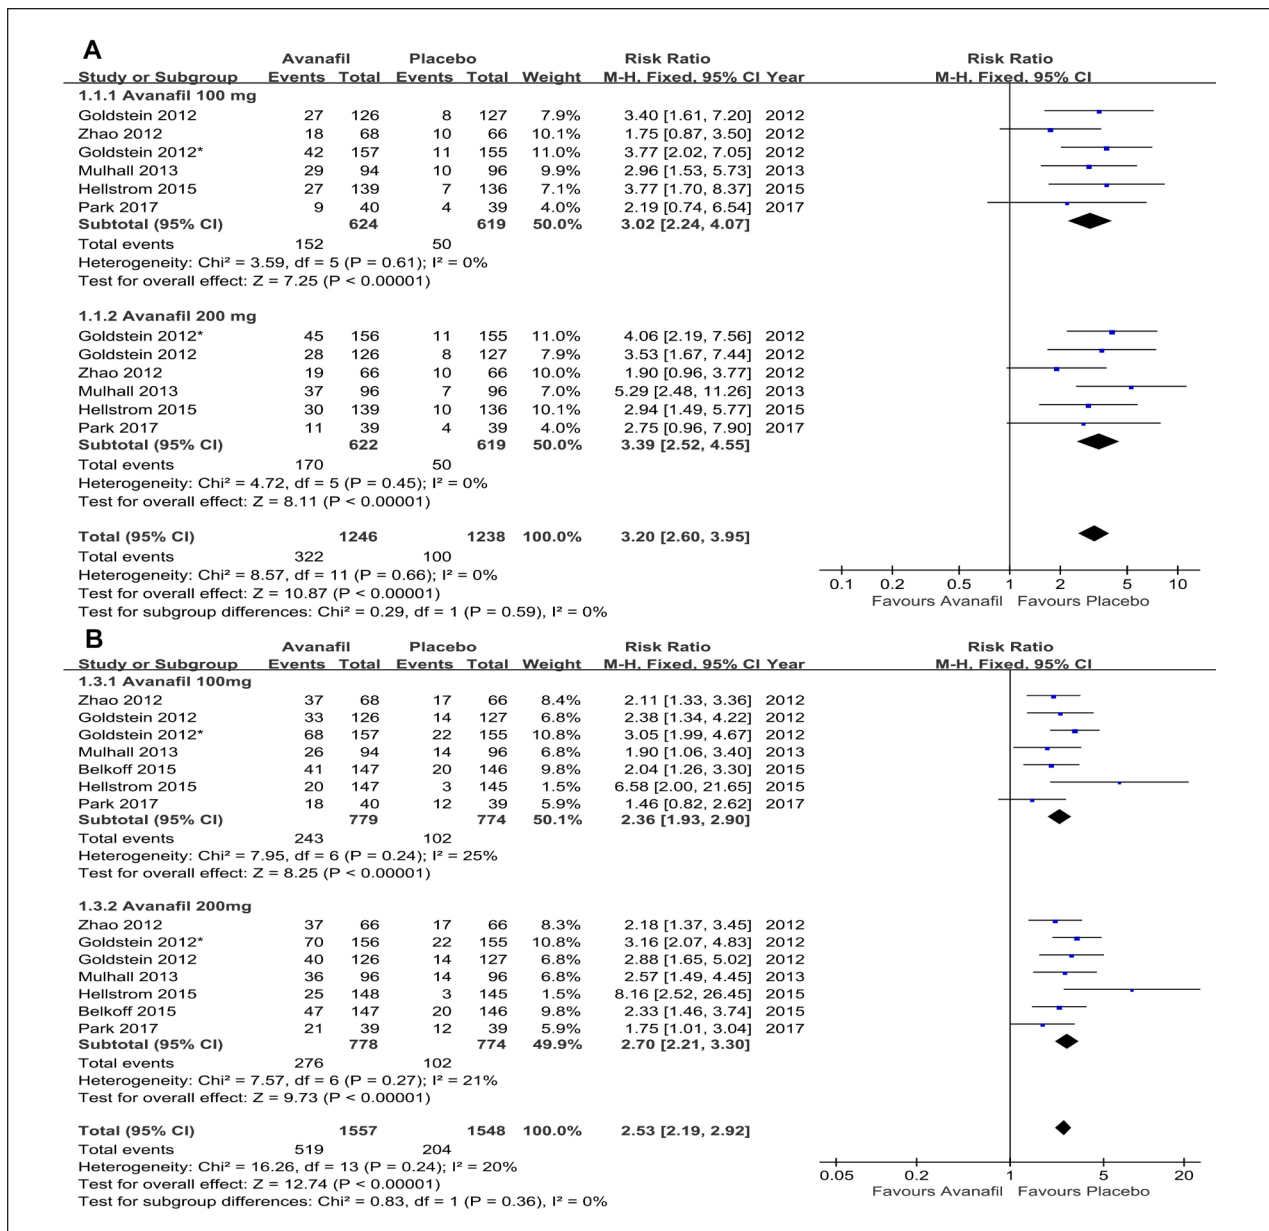 A
Avanafil Placebo Risk Ratio Risk Ratio
Study or Subgroup Events Total Events Total Weight M-H, Fixed, 95% CI Year M-H, Fixed, 95% CI
1.1.1 Avanafil 100 mg
Goldstein 2012 27 126 8 127 7.9% 3.40 [1.61, 7.20] 2012
Zhao 2012 18 68 10 66 10.1% 1.75 [0.87, 3.50] 2012
Goldstein 2012* 42 157 11 155 11.0% 3.77 [2.02, 7.05] 2012
Mulhall 2013 29 94 10 96 9.9% 2.96 [1.53, 5.73] 2013
Hellstrom 2015 27 139 7 136 7.1% 3.77 [1.70, 8.37] 2015
Park 2017 9 40 4 39 4.0% 2.19 [0.74, 6.54] 2017
Subtotal (95% CI) 624 619 50.0% 3.02 [2.24, 4.07]
Total events 152 50
Heterogeneity: Chi² = 3.59, df = 5 (P = 0.61); I² = 0%
Test for overall effect: Z = 7.25 (P < 0.00001)
1.1.2 Avanafil 200 mg
Goldstein 2012* 45 156 11 155 11.0% 4.06 [2.19, 7.56] 2012
Goldstein 2012 28 126 8 127 7.9% 3.53 [1.67, 7.44] 2012
Zhao 2012 19 66 10 66 10.0% 1.90 [0.96, 3.77] 2012
Mulhall 2013 37 96 7 96 7.0% 5.29 [2.48, 11.26] 2013
Hellstrom 2015 30 139 10 136 10.1% 2.94 [1.49, 5.77] 2015
Park 2017 11 39 4 39 4.0% 2.75 [0.96, 7.90] 2017
Subtotal (95% CI) 622 619 50.0% 3.39 [2.52, 4.55]
Total events 170 50
Heterogeneity: Chi² = 4.72, df = 5 (P = 0.45); I² = 0%
Test for overall effect: Z = 8.11 (P < 0.00001)
Total (95% CI) 1246 1238 100.0% 3.20 [2.60, 3.95]
Total events 322 100
Heterogeneity: Chi² = 8.57, df = 11 (P = 0.66); I² = 0%
Test for overall effect: Z = 10.87 (P < 0.00001)
Test for subgroup differences: Chi² = 0.29, df = 1 (P = 0.59), I² = 0%
0.1 0.2 0.5 1 2 5 10
Favours Avanafil Favours Placebo
B
Avanafil Placebo Risk Ratio Risk Ratio
Study or Subgroup Events Total Events Total Weight M-H, Fixed, 95% CI Year M-H, Fixed, 95% CI
1.3.1 Avanafil 100mg
Zhao 2012 37 68 17 66 8.4% 2.11 [1.33, 3.36] 2012
Goldstein 2012 33 126 14 127 6.8% 2.38 [1.34, 4.22] 2012
Goldstein 2012* 68 157 22 155 10.8% 3.05 [1.99, 4.67] 2012
Mulhall 2013 26 94 14 96 6.8% 1.90 [1.06, 3.40] 2013
Belkoff 2015 41 147 20 146 9.8% 2.04 [1.26, 3.30] 2015
Hellstrom 2015 20 147 3 145 1.5% 6.58 [2.00, 21.65] 2015
Park 2017 18 40 12 39 5.9% 1.46 [0.82, 2.62] 2017
Subtotal (95% CI) 779 774 50.1% 2.36 [1.93, 2.90]
Total events 243 102
Heterogeneity: Chi² = 7.95, df = 6 (P = 0.24); I² = 25%
Test for overall effect: Z = 8.25 (P < 0.00001)
1.3.2 Avanafil 200mg
Zhao 2012 37 66 17 66 8.3% 2.18 [1.37, 3.45] 2012
Goldstein 2012* 70 156 22 155 10.8% 3.16 [2.07, 4.83] 2012
Goldstein 2012 40 126 14 127 6.8% 2.88 [1.65, 5.02] 2012
Mulhall 2013 36 96 14 96 6.8% 2.57 [1.49, 4.45] 2013
Hellstrom 2015 25 148 3 145 1.5% 8.16 [2.52, 26.45] 2015
Belkoff 2015 47 147 20 146 9.8% 2.33 [1.46, 3.74] 2015
Park 2017 21 39 12 39 5.9% 1.75 [1.01, 3.04] 2017
Subtotal (95% CI) 778 774 49.9% 2.70 [2.21, 3.30]
Total events 276 102
Heterogeneity: Chi² = 7.57, df = 6 (P = 0.27); I² = 21%
Test for overall effect: Z = 9.73 (P < 0.00001)
Total (95% CI) 1557 1548 100.0% 2.53 [2.19, 2.92]
Total events 519 204
Heterogeneity: Chi² = 16.26, df = 13 (P = 0.24); I² = 20%
Test for overall effect: Z = 12.74 (P < 0.00001)
Test for subgroup differences: Chi² = 0.83, df = 1 (P = 0.36), I² = 0%
0.05 0.2 1 5 20
Favours Avanafil Favours Placebo